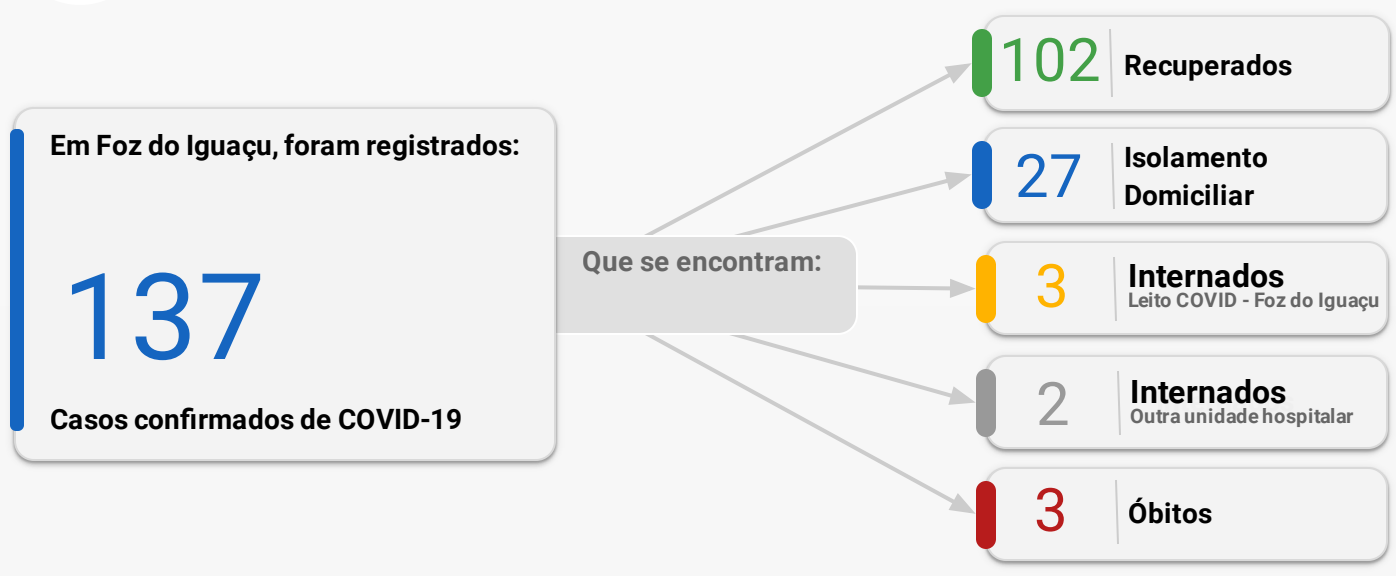 Em Foz do Iguaçu, foram registrados:
137
Casos confirmados de COVID-19
Que se encontram:
102
Recuperados
27
Isolamento
Domiciliar
3
Internados
Leito COVID - Foz do Iguaçu
2
Internados
Outra unidade hospitalar
3
Óbitos